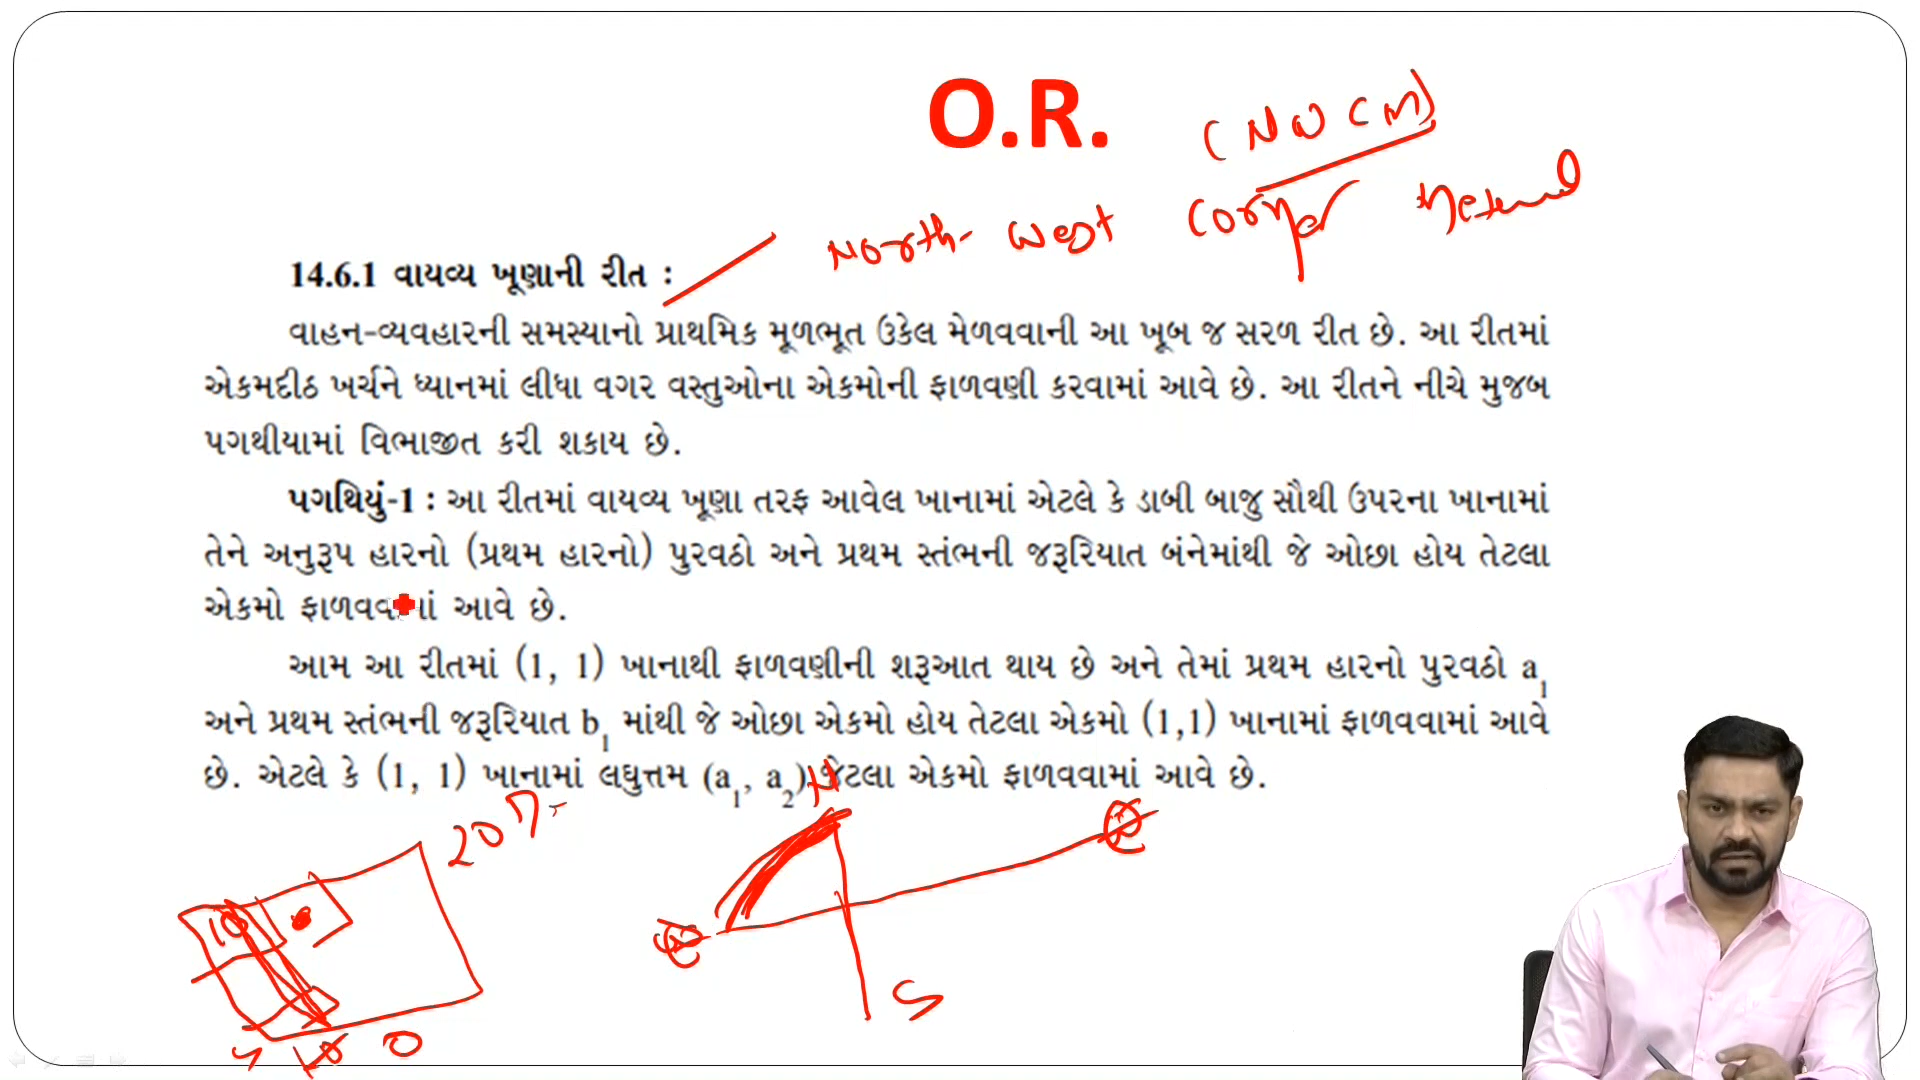 O.R.
(NWCM)
North-West Corner Method
14.6.1 વાયવ્ય ખૂણાની રીત :
વાહન-વ્યવહારની સમસ્યાનો પ્રાથમિક મૂળભૂત ઉકેલ મેળવવાની આ ખૂબ જ સરળ રીત છે. આ રીતમાં
એકમદીઠ ખર્ચને ધ્યાનમાં લીધા વગર વસ્તુઓના એકમોની ફાળવણી કરવામાં આવે છે. આ રીતને નીચે મુજબ
પગથીયામાં વિભાજીત કરી શકાય છે.
પગથિયું-1 : આ રીતમાં વાયવ્ય ખૂણા તરફ આવેલ ખાનામાં એટલે કે ડાબી બાજુ સૌથી ઉપરના ખાનામાં
તેને અનુરૂપ હારનો (પ્રથમ હારનો) પુરવઠો અને પ્રથમ સ્તંભની જરૂરિયાત બંનેમાંથી જે ઓછા હોય તેટલા
એકમો ફાળવવામાં આવે છે.
આમ આ રીતમાં (1, 1) ખાનાથી ફાળવણીની શરૂઆત થાય છે અને તેમાં પ્રથમ હારનો પુરવઠો a₁
અને પ્રથમ સ્તંભની જરૂરિયાત b₁ માંથી જે ઓછા એકમો હોય તેટલા એકમો (1,1) ખાનામાં ફાળવવામાં આવે
છે. એટલે કે (1, 1) ખાનામાં લઘુત્તમ (a₁, a₂) જેટલા એકમો ફાળવવામાં આવે છે.
N
20
10
S
10 0